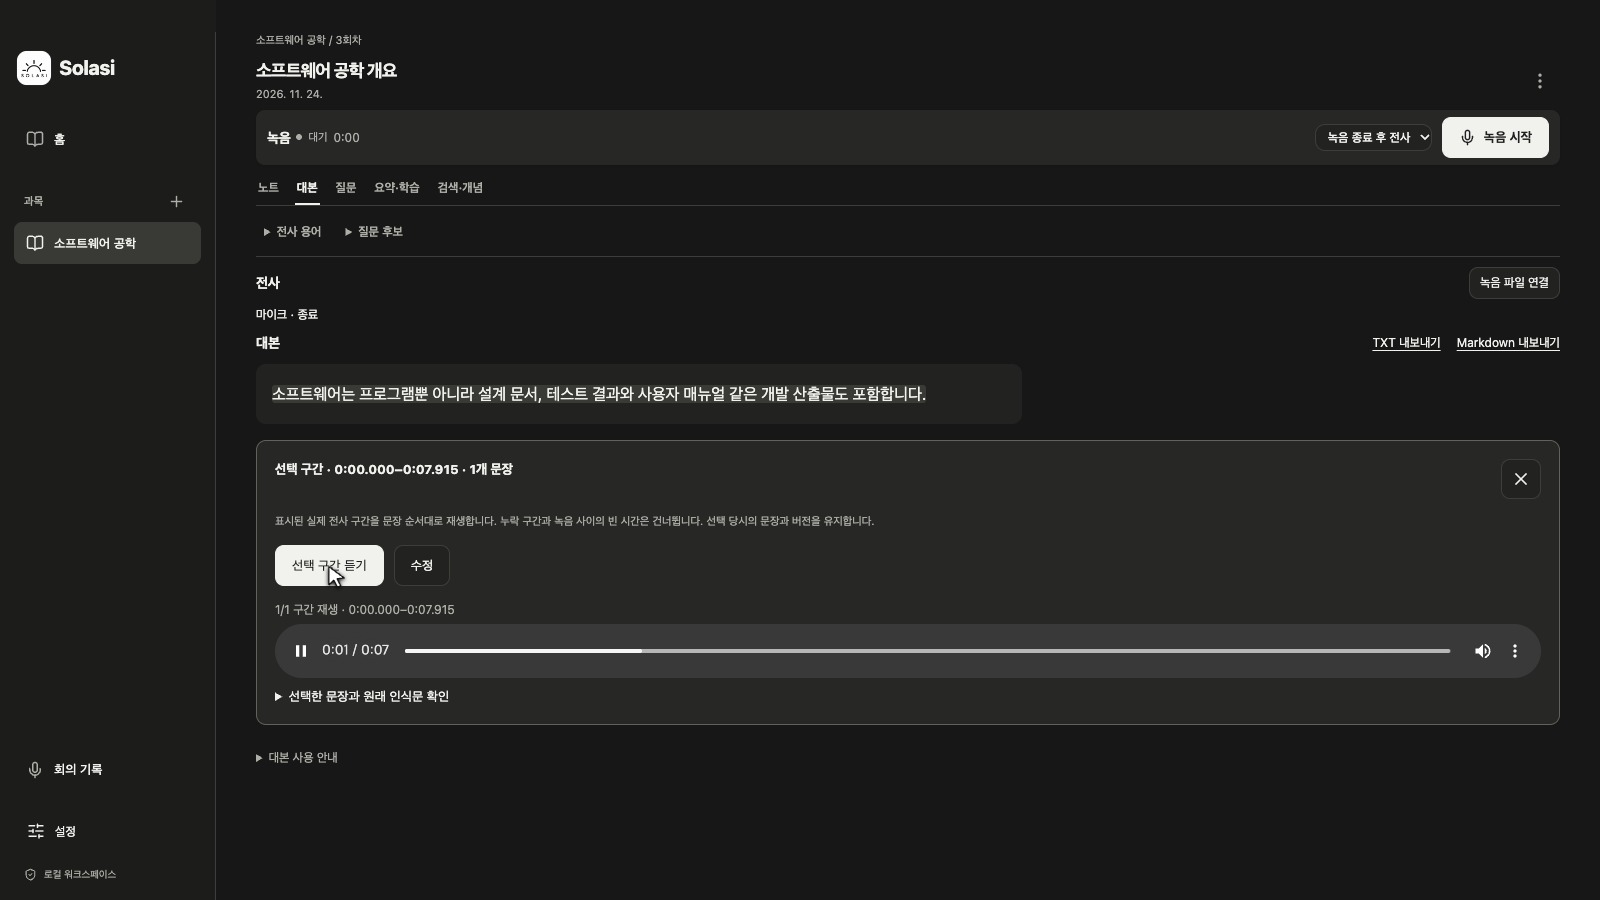 SOLASI
Solasi
홈
과목
소프트웨어 공학
회의 기록
설정
로컬 워크스페이스
소프트웨어 공학 / 3회차
소프트웨어 공학 개요
2026. 11. 24.
녹음 대기 0:00
녹음 종료 후 전사
녹음 시작
노트 대본 질문 요약·학습 검색·개념
전사 용어 질문 후보
전사
녹음 파일 연결
마이크 · 종료
대본
TXT 내보내기 Markdown 내보내기
소프트웨어는 프로그램뿐 아니라 설계 문서, 테스트 결과와 사용자 매뉴얼 같은 개발 산출물도 포함합니다.
선택 구간 · 0:00.000–0:07.915 · 1개 문장
표시된 실제 전사 구간을 문장 순서대로 재생합니다. 누락 구간과 녹음 사이의 빈 시간은 건너뜁니다. 선택 당시의 문장과 버전을 유지합니다.
선택 구간 듣기 수정
1/1 구간 재생 · 0:00.000–0:07.915
0:01 / 0:07
선택한 문장과 원래 인식문 확인
대본 사용 안내